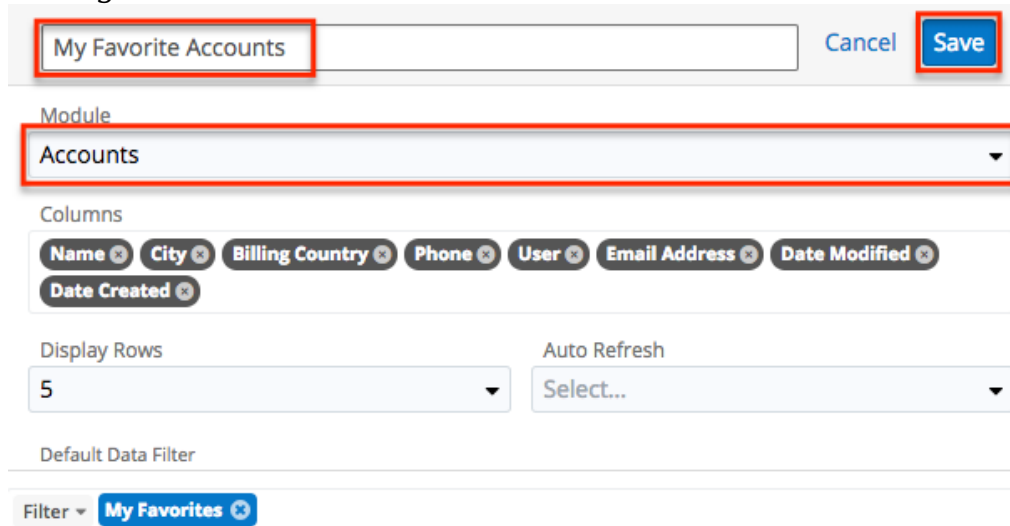 My Favorite Accounts Cancel Save
Module
Accounts
Columns
Name City Billing Country Phone User Email Address Date Modified
Date Created
Display Rows Auto Refresh
5 Select...
Default Data Filter
Filter My Favorites